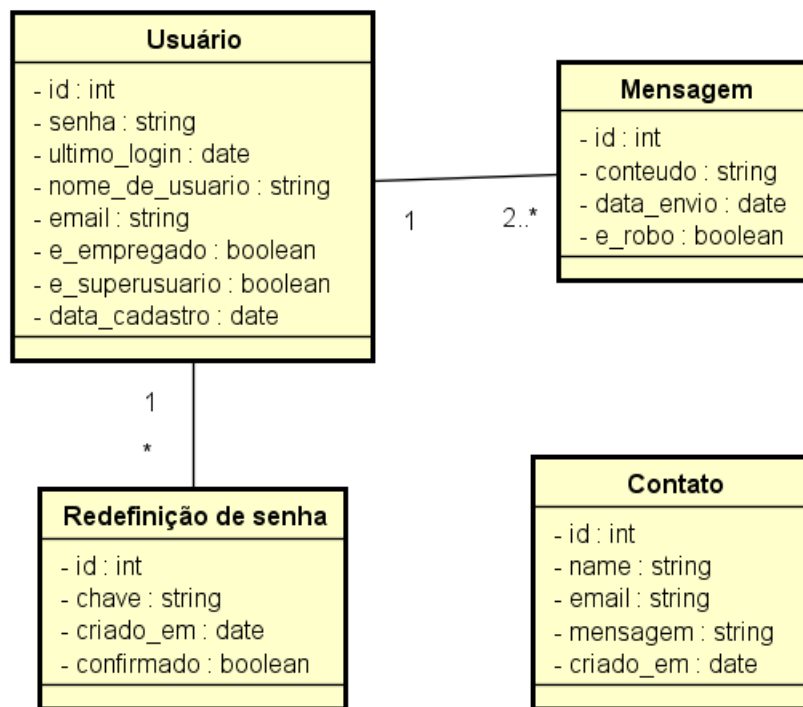 Usuário
- id : int
- senha : string
- ultimo_login : date
- nome_de_usuario : string
- email : string
- e_empregado : boolean
- e_superusuario : boolean
- data_cadastro : date
Mensagem
- id : int
- conteudo : string
- data_envio : date
- e_robo : boolean
1
2..*
1
*
Redefinição de senha
- id : int
- chave : string
- criado_em : date
- confirmado : boolean
Contato
- id : int
- name : string
- email : string
- mensagem : string
- criado_em : date